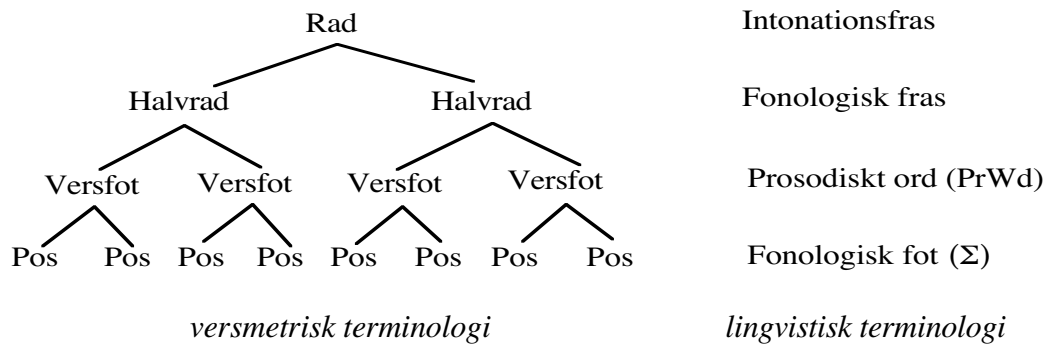 Rad Intonationsfras
Halvrad Halvrad Fonologisk fras
Versfot Versfot Versfot Versfot Prosodiskt ord (PrWd)
Pos Pos Pos Pos Pos Pos Pos Pos Fonologisk fot (Σ)
versmetrisk terminologi lingvistisk terminologi